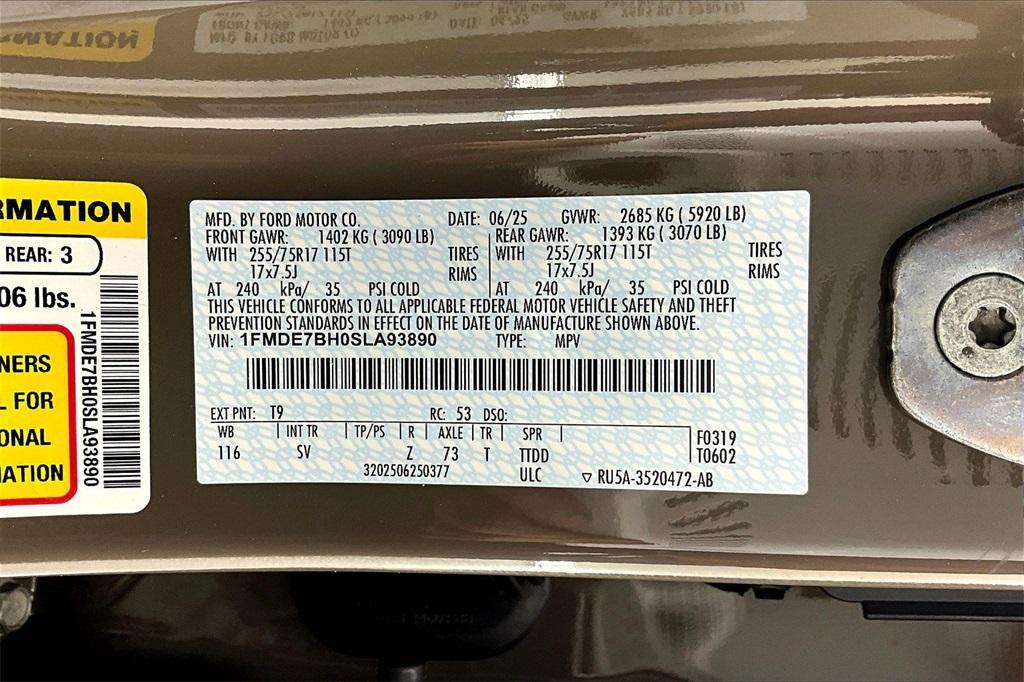 RMATION
REAR: 3
06 lbs.
NERS
L FOR
ONAL
MATION
1FMDE7BH0SLA93890
MFD. BY FORD MOTOR CO. DATE: 06/25 GVWR: 2685 KG ( 5920 LB)
FRONT GAWR: 1402 KG ( 3090 LB) REAR GAWR: 1393 KG ( 3070 LB)
WITH 255/75R17 115T TIRES WITH 255/75R17 115T TIRES
17x7.5J RIMS 17x7.5J RIMS
AT 240 kPa/ 35 PSI COLD AT 240 kPa/ 35 PSI COLD
THIS VEHICLE CONFORMS TO ALL APPLICABLE FEDERAL MOTOR VEHICLE SAFETY AND THEFT
PREVENTION STANDARDS IN EFFECT ON THE DATE OF MANUFACTURE SHOWN ABOVE.
VIN: 1FMDE7BH0SLA93890 TYPE: MPV
EXT PNT: T9 RC: 53 DSO:
WB INT TR TP/PS R AXLE TR SPR F0319
116 SV Z 73 T TTDD T0602
3202506250377 ULC RU5A-3520472-AB